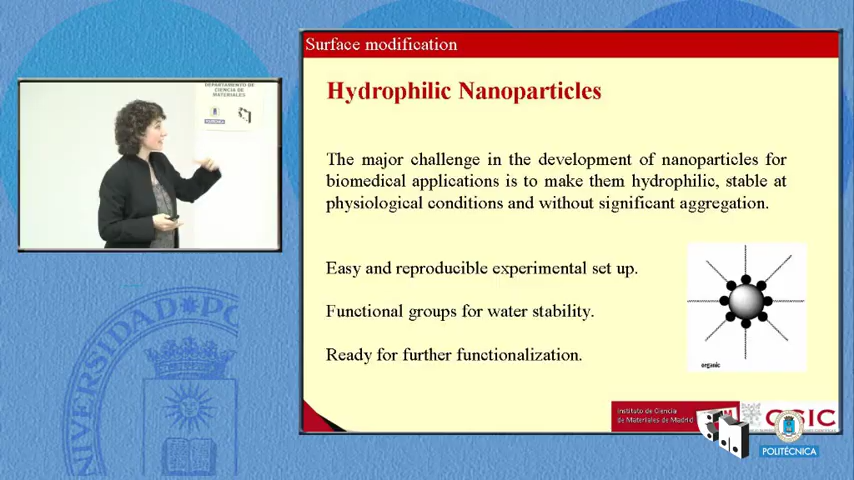 Surface modification
Hydrophilic Nanoparticles
The major challenge in the development of nanoparticles for
biomedical applications is to make them hydrophilic, stable at
physiological conditions and without significant aggregation.
Easy and reproducible experimental set up.
Functional groups for water stability.
Ready for further functionalization.
organic
DEPARTAMENTO DE
CIENCIA DE
MATERIALES
Instituto de Ciencia
de Materiales de Madrid
CSIC
POLITÉCNICA